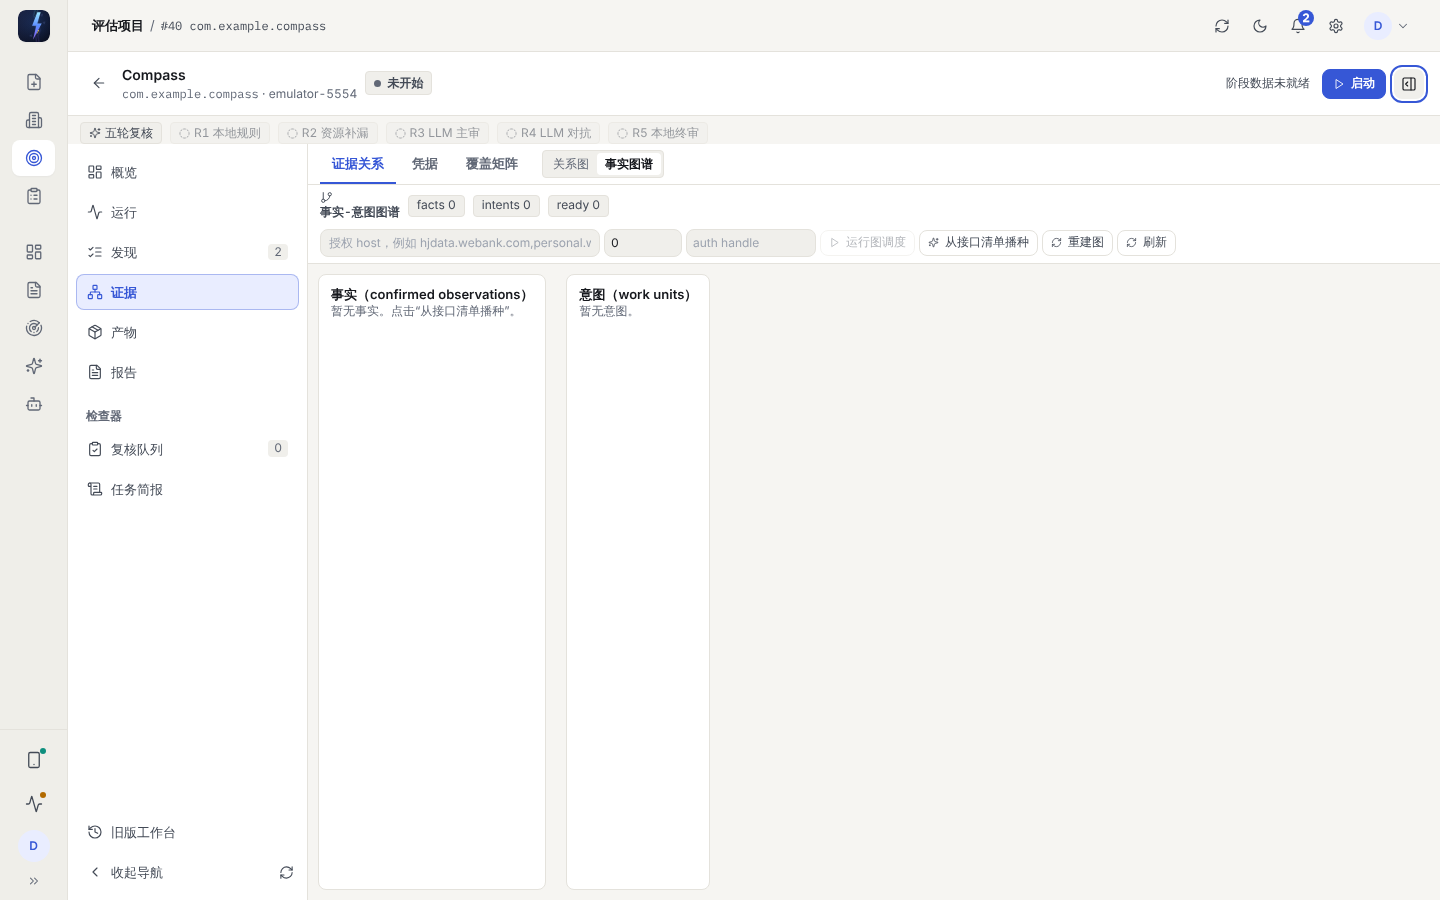 评估项目 / #40 com.example.compass
2
D
Compass
com.example.compass · emulator-5554
未开始
阶段数据未就绪
启动
五轮复核
R1 本地规则
R2 资源补漏
R3 LLM 主审
R4 LLM 对抗
R5 本地终审
概览
运行
发现
2
证据
产物
报告
检查器
复核队列
0
任务简报
旧版工作台
收起导航
D
证据关系
凭据
覆盖矩阵
关系图
事实图谱
事实-意图图谱
facts 0
intents 0
ready 0
授权 host，例如 hjdata.webank.com,personal.w
0
auth handle
运行图调度
从接口清单播种
重建图
刷新
事实（confirmed observations）
暂无事实。点击“从接口清单播种”。
意图（work units）
暂无意图。